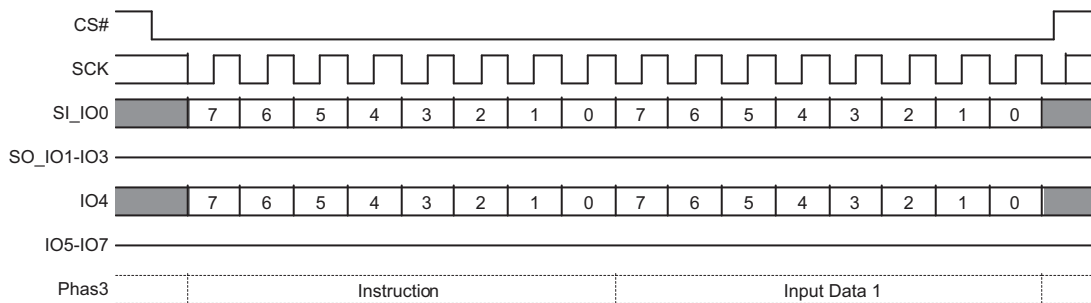 CS#
SCK
SI_IO0 7 6 5 4 3 2 1 0 7 6 5 4 3 2 1 0
SO_IO1-IO3
IO4 7 6 5 4 3 2 1 0 7 6 5 4 3 2 1 0
IO5-IO7
Phas3 Instruction Input Data 1